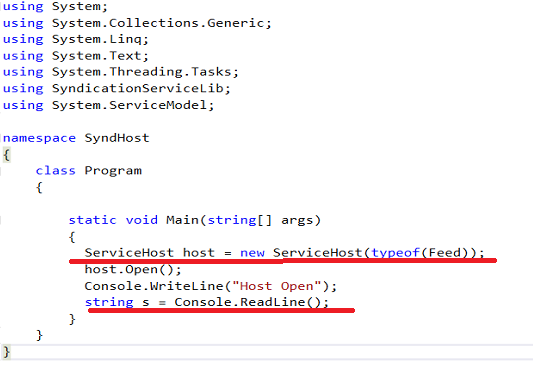 using System;
using System.Collections.Generic;
using System.Linq;
using System.Text;
using System.Threading.Tasks;
using SyndicationServiceLib;
using System.ServiceModel;
namespace SyndHost
{
class Program
{
static void Main(string[] args)
{
ServiceHost host = new ServiceHost(typeof(Feed));
host.Open();
Console.WriteLine("Host Open");
string s = Console.ReadLine();
}
}
}